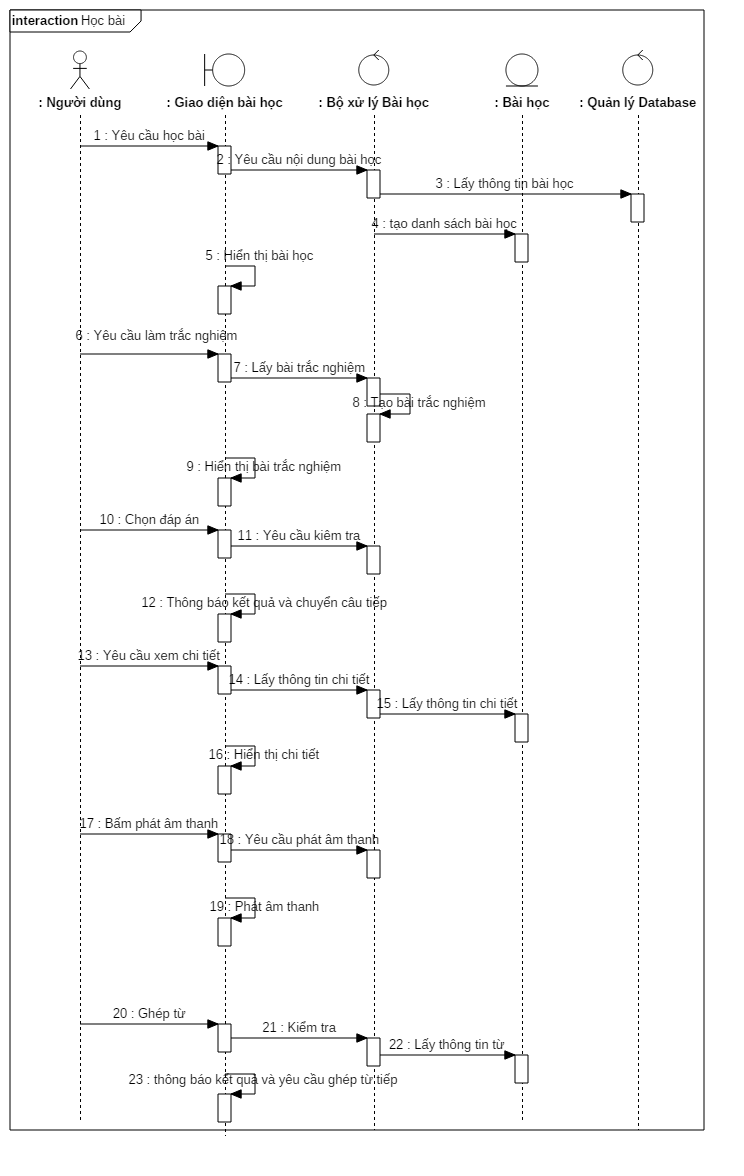 interaction Học bài
: Người dùng
: Giao diện bài học
: Bộ xử lý Bài học
: Bài học
: Quản lý Database
1 : Yêu cầu học bài
2 : Yêu cầu nội dung bài học
3 : Lấy thông tin bài học
4 : tạo danh sách bài học
5 : Hiển thị bài học
6 : Yêu cầu làm trắc nghiệm
7 : Lấy bài trắc nghiệm
8 : Tạo bài trắc nghiệm
9 : Hiển thị bài trắc nghiệm
10 : Chọn đáp án
11 : Yêu cầu kiêm tra
12 : Thông báo kết quả và chuyển câu tiếp
13 : Yêu cầu xem chi tiết
14 : Lấy thông tin chi tiết
15 : Lấy thông tin chi tiết
16 : Hiển thị chi tiết
17 : Bấm phát âm thanh
18 : Yêu cầu phát âm thanh
19 : Phát âm thanh
20 : Ghép từ
21 : Kiểm tra
22 : Lấy thông tin từ
23 : thông báo kết quả và yêu cầu ghép từ tiếp